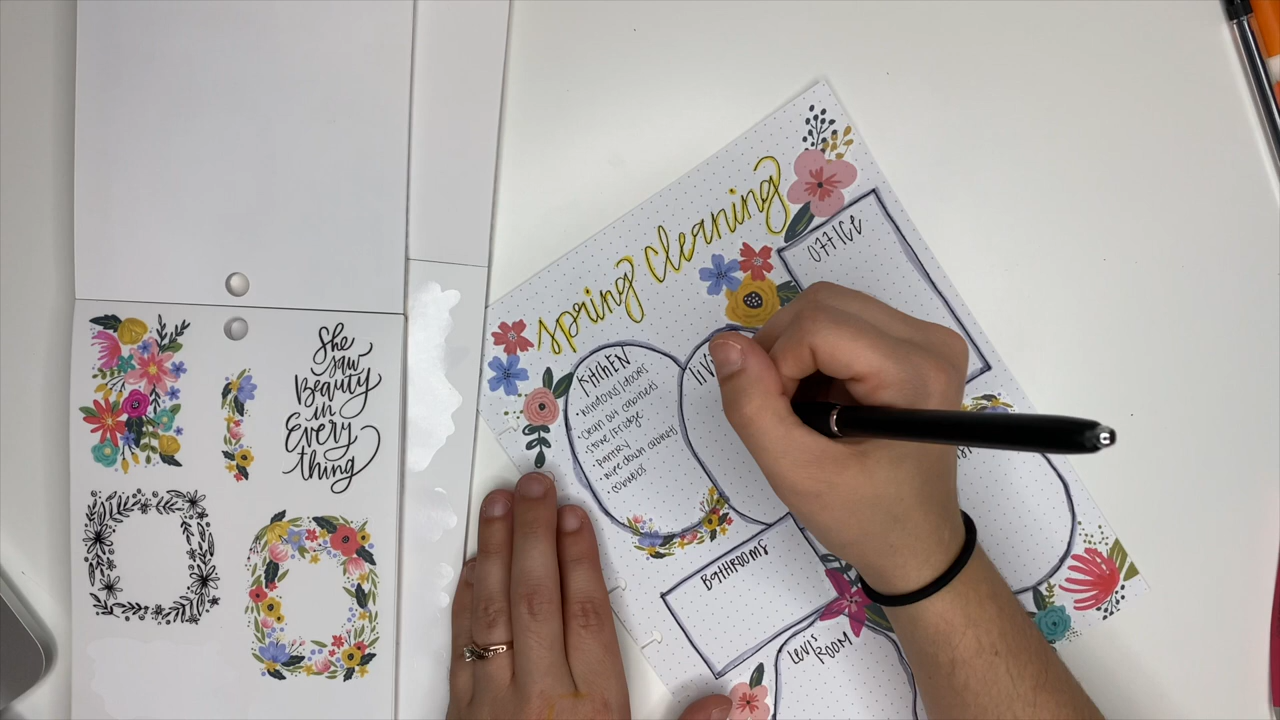 She
saw
Beauty
in
Every
thing
Spring Cleaning
OFFICE
KITCHEN
• windows/doors
• clean out cabinets
stove/fridge
• pantry
• wipe down cabinets
LIVI
BATHROOMS
LEVI'S
ROOM